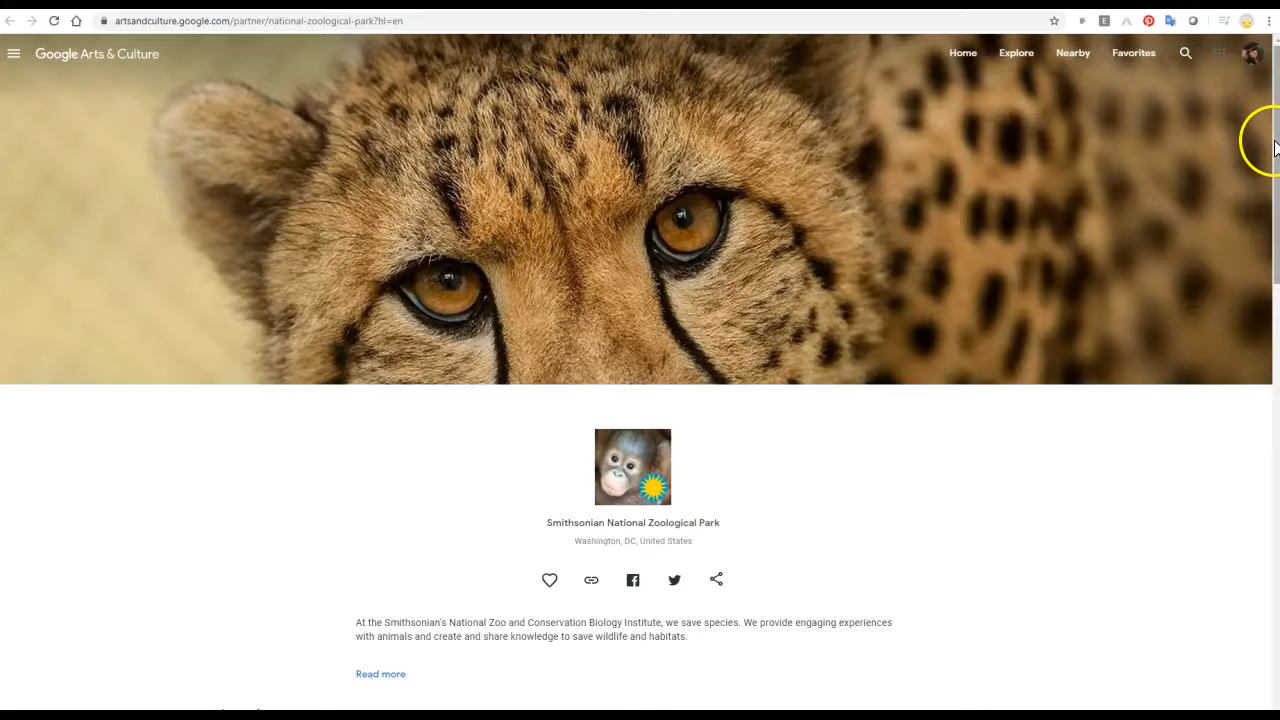 artsandculture.google.com/partner/national-zoological-park?hl=en
Google Arts & Culture
Home
Explore
Nearby
Favorites
Smithsonian National Zoological Park
Washington, DC, United States
At the Smithsonian's National Zoo and Conservation Biology Institute, we save species. We provide engaging experiences
with animals and create and share knowledge to save wildlife and habitats.
Read more